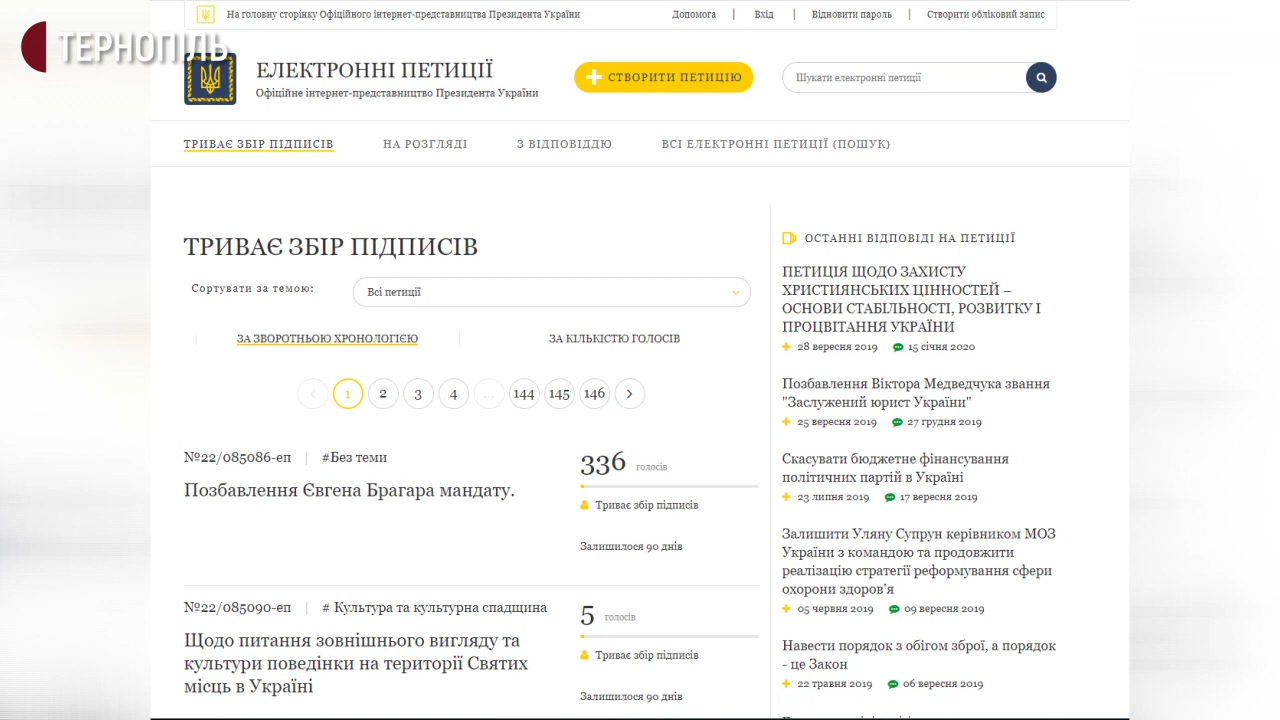 ТЕРНОПІЛЬ
На головну сторінку Офіційного інтернет-представництва Президента України
Допомога | Вхід | Відновити пароль | Створити обліковий запис
ЕЛЕКТРОННІ ПЕТИЦІЇ
Офіційне інтернет-представництво Президента України
СТВОРИТИ ПЕТИЦІЮ
Шукати електронні петиції
ТРИВАЄ ЗБІР ПІДПИСІВ НА РОЗГЛЯДІ З ВІДПОВІДДЮ ВСІ ЕЛЕКТРОННІ ПЕТИЦІЇ (ПОШУК)
ТРИВАЄ ЗБІР ПІДПИСІВ
Сортувати за темою: Всі петиції
ЗА ЗВОРОТНЬОЮ ХРОНОЛОГІЄЮ ЗА КІЛЬКІСТЮ ГОЛОСІВ
< 1 2 3 4 ... 144 145 146 >
№22/085086-еп | #Без теми
Позбавлення Євгена Брагара мандату.
336 голосів
Триває збір підписів
Залишилося 90 днів
№22/085090-еп | # Культура та культурна спадщина
Щодо питання зовнішнього вигляду та
культури поведінки на території Святих
місць в Україні
5 голосів
Триває збір підписів
Залишилося 90 днів
ОСТАННІ ВІДПОВІДІ НА ПЕТИЦІЇ
ПЕТИЦІЯ ЩОДО ЗАХИСТУ
ХРИСТИЯНСЬКИХ ЦІННОСТЕЙ –
ОСНОВИ СТАБІЛЬНОСТІ, РОЗВИТКУ І
ПРОЦВІТАННЯ УКРАЇНИ
28 вересня 2019 15 січня 2020
Позбавлення Віктора Медведчука звання
"Заслужений юрист України"
25 вересня 2019 27 грудня 2019
Скасувати бюджетне фінансування
політичних партій в Україні
23 липня 2019 17 вересня 2019
Залишити Уляну Супрун керівником МОЗ
України з командою та продовжити
реалізацію стратегії реформування сфери
охорони здоров'я
05 червня 2019 09 вересня 2019
Навести порядок з обігом зброї, а порядок
- це Закон
22 травня 2019 06 вересня 2019